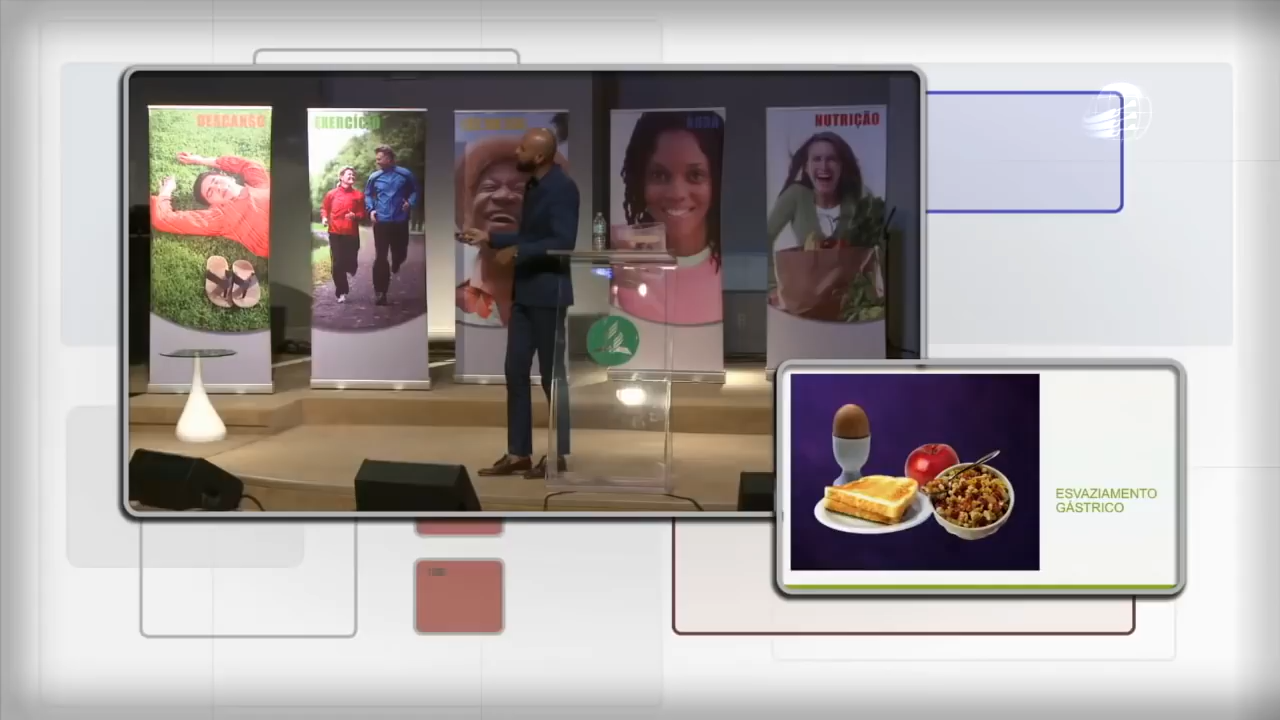 DESCANSO
EXERCÍCIO
NUTRIÇÃO
ESVAZIAMENTO
GÁSTRICO